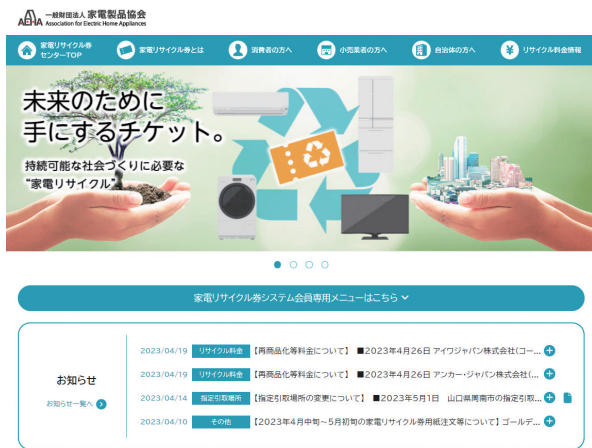 AEHA 一般財団法人 家電製品協会
Association for Electric Home Appliances
家電リサイクル券
センターTOP
家電リサイクル券とは
消費者の方へ
小売業者の方へ
自治体の方へ
リサイクル料金情報
未来のために
手にするチケット。
持続可能な社会づくりに必要な
“家電リサイクル”
家電リサイクル券システム会員専用メニューはこちら
お知らせ
お知らせ一覧へ
2023/04/19 リサイクル料金 【再商品化等料金について】 ■2023年4月26日 アイワジャパン株式会社(コー...
2023/04/19 リサイクル料金 【再商品化等料金について】 ■2023年4月26日 アンカー・ジャパン株式会社(...
2023/04/14 指定引取場所 【指定引取場所の変更について】 ■2023年5月1日 山口県周南市の指定引取...
2023/04/10 その他 【2023年4月中旬～5月初旬の家電リサイクル券用紙注文等について】ゴールデ...